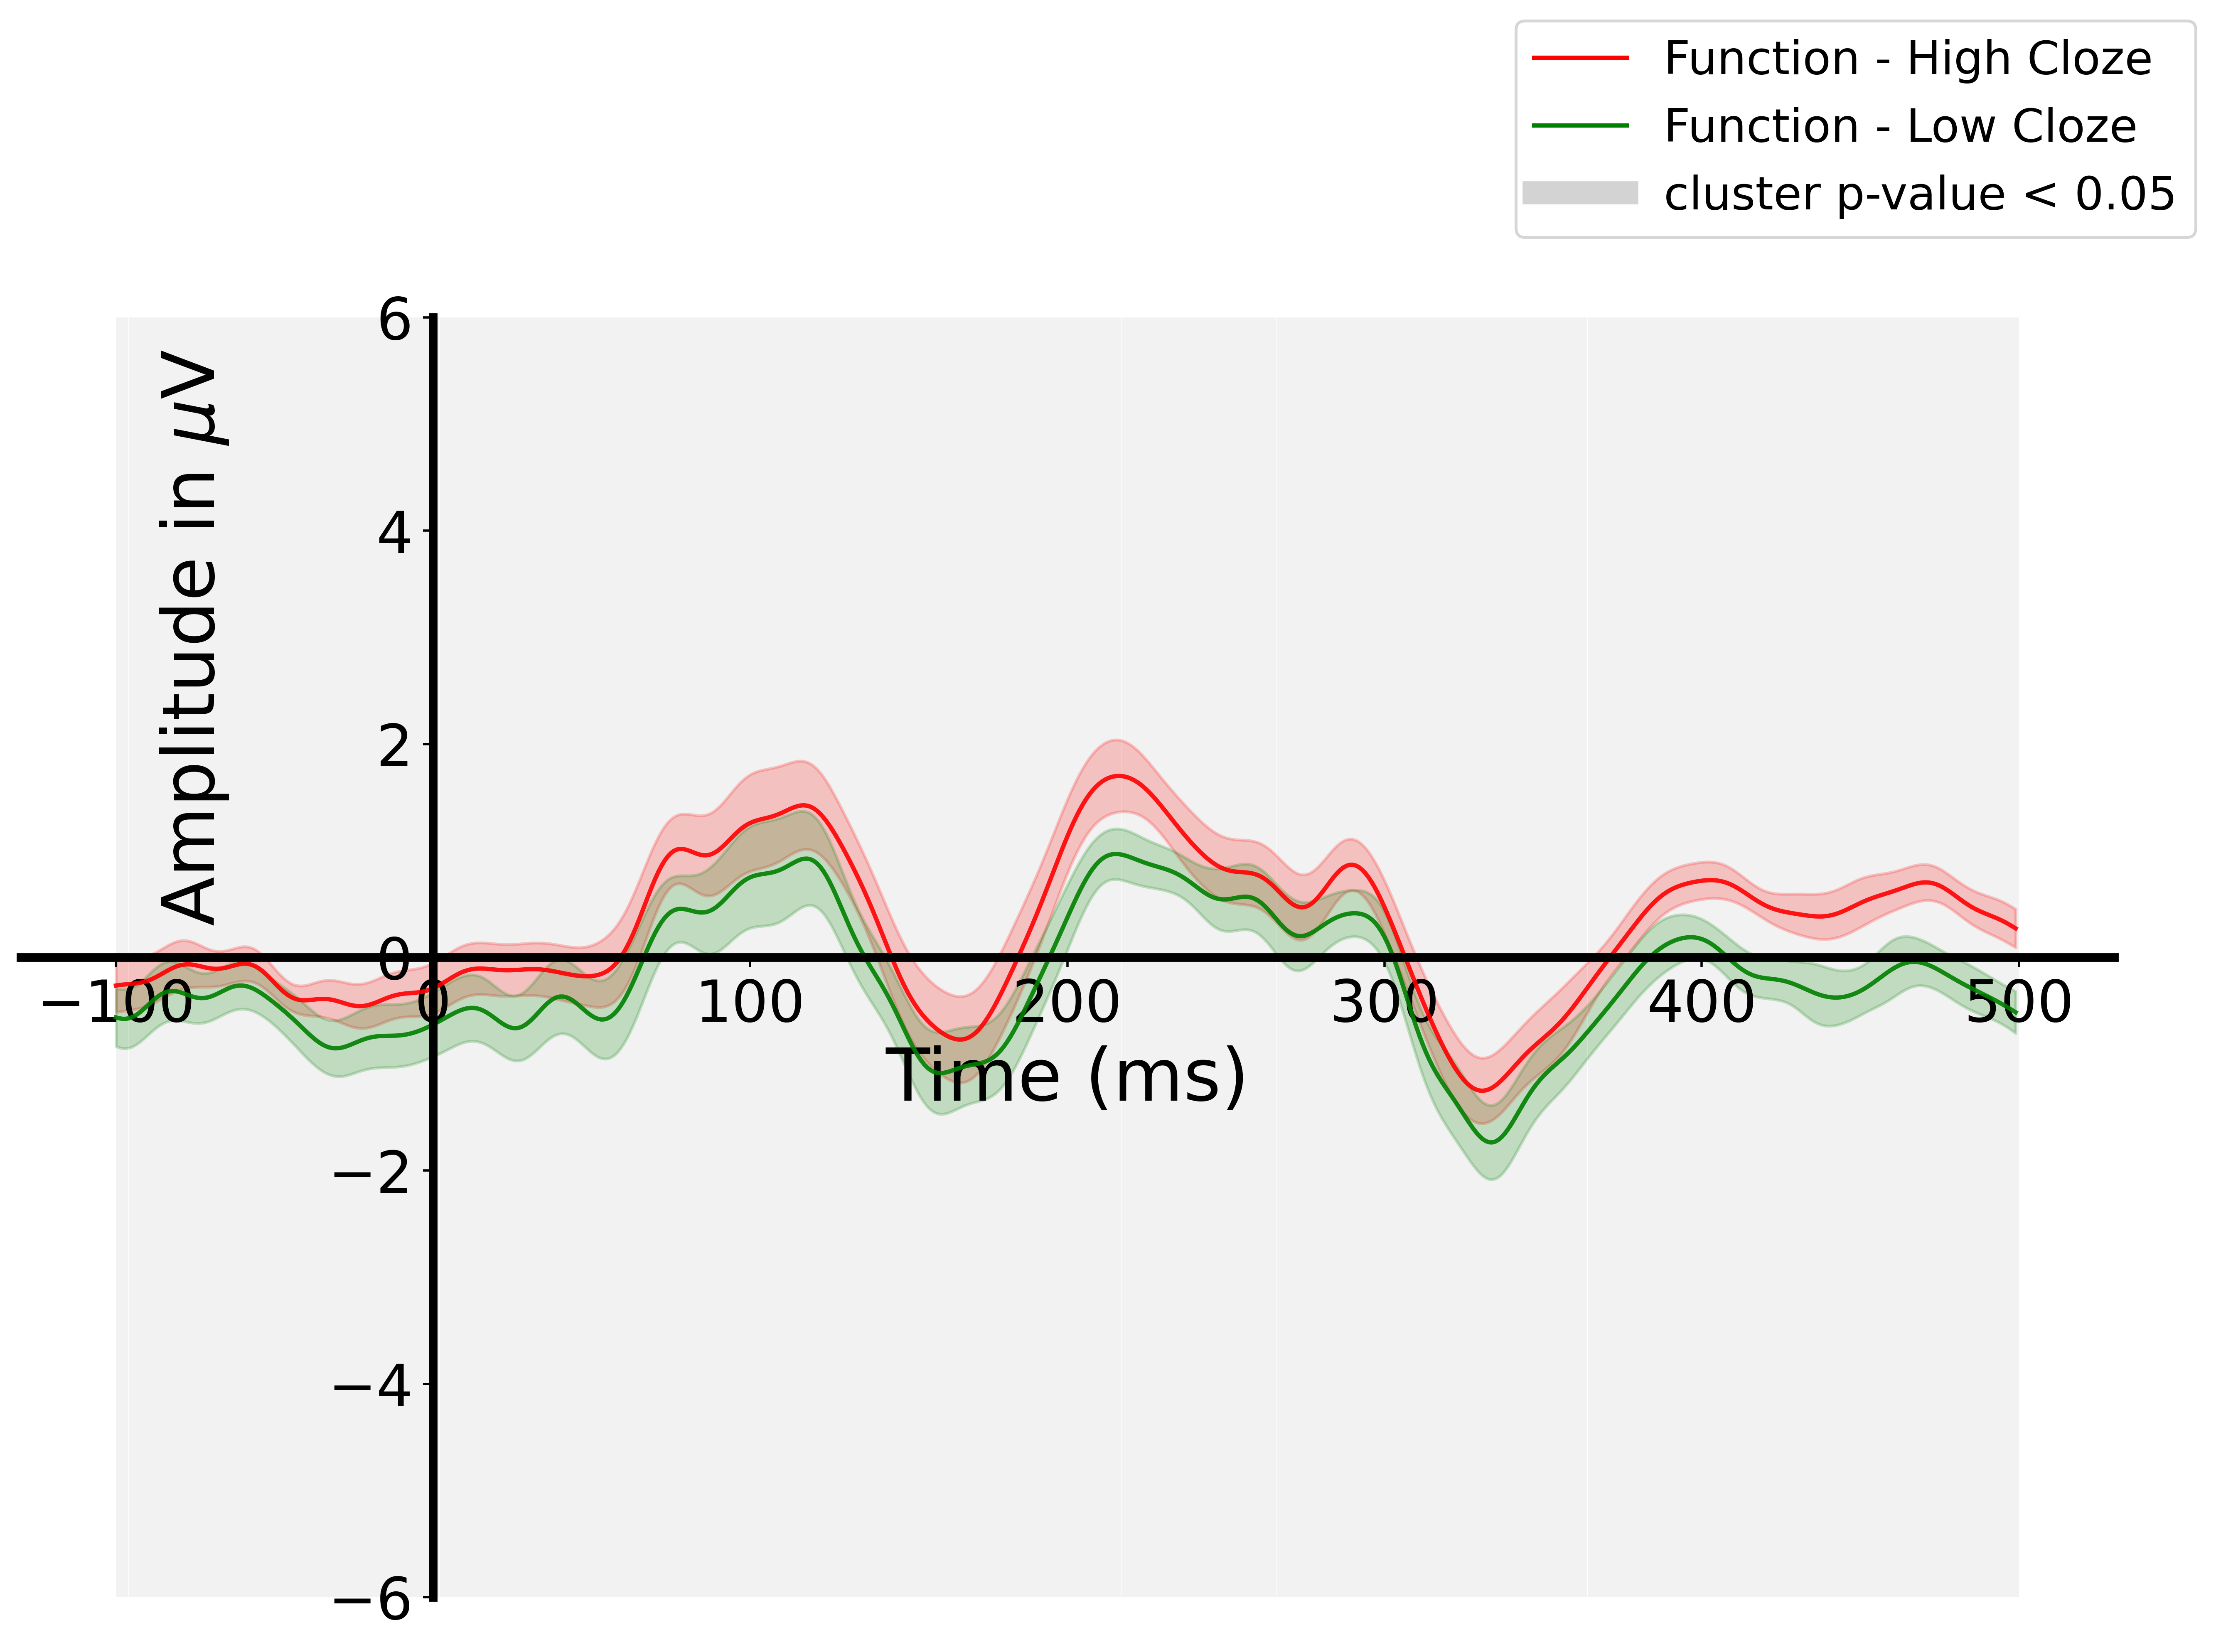 Function - High Cloze
Function - Low Cloze
cluster p-value < 0.05
Amplitude in μV
6
4
2
0
−2
−4
−6
−100
0
100
200
300
400
500
Time (ms)